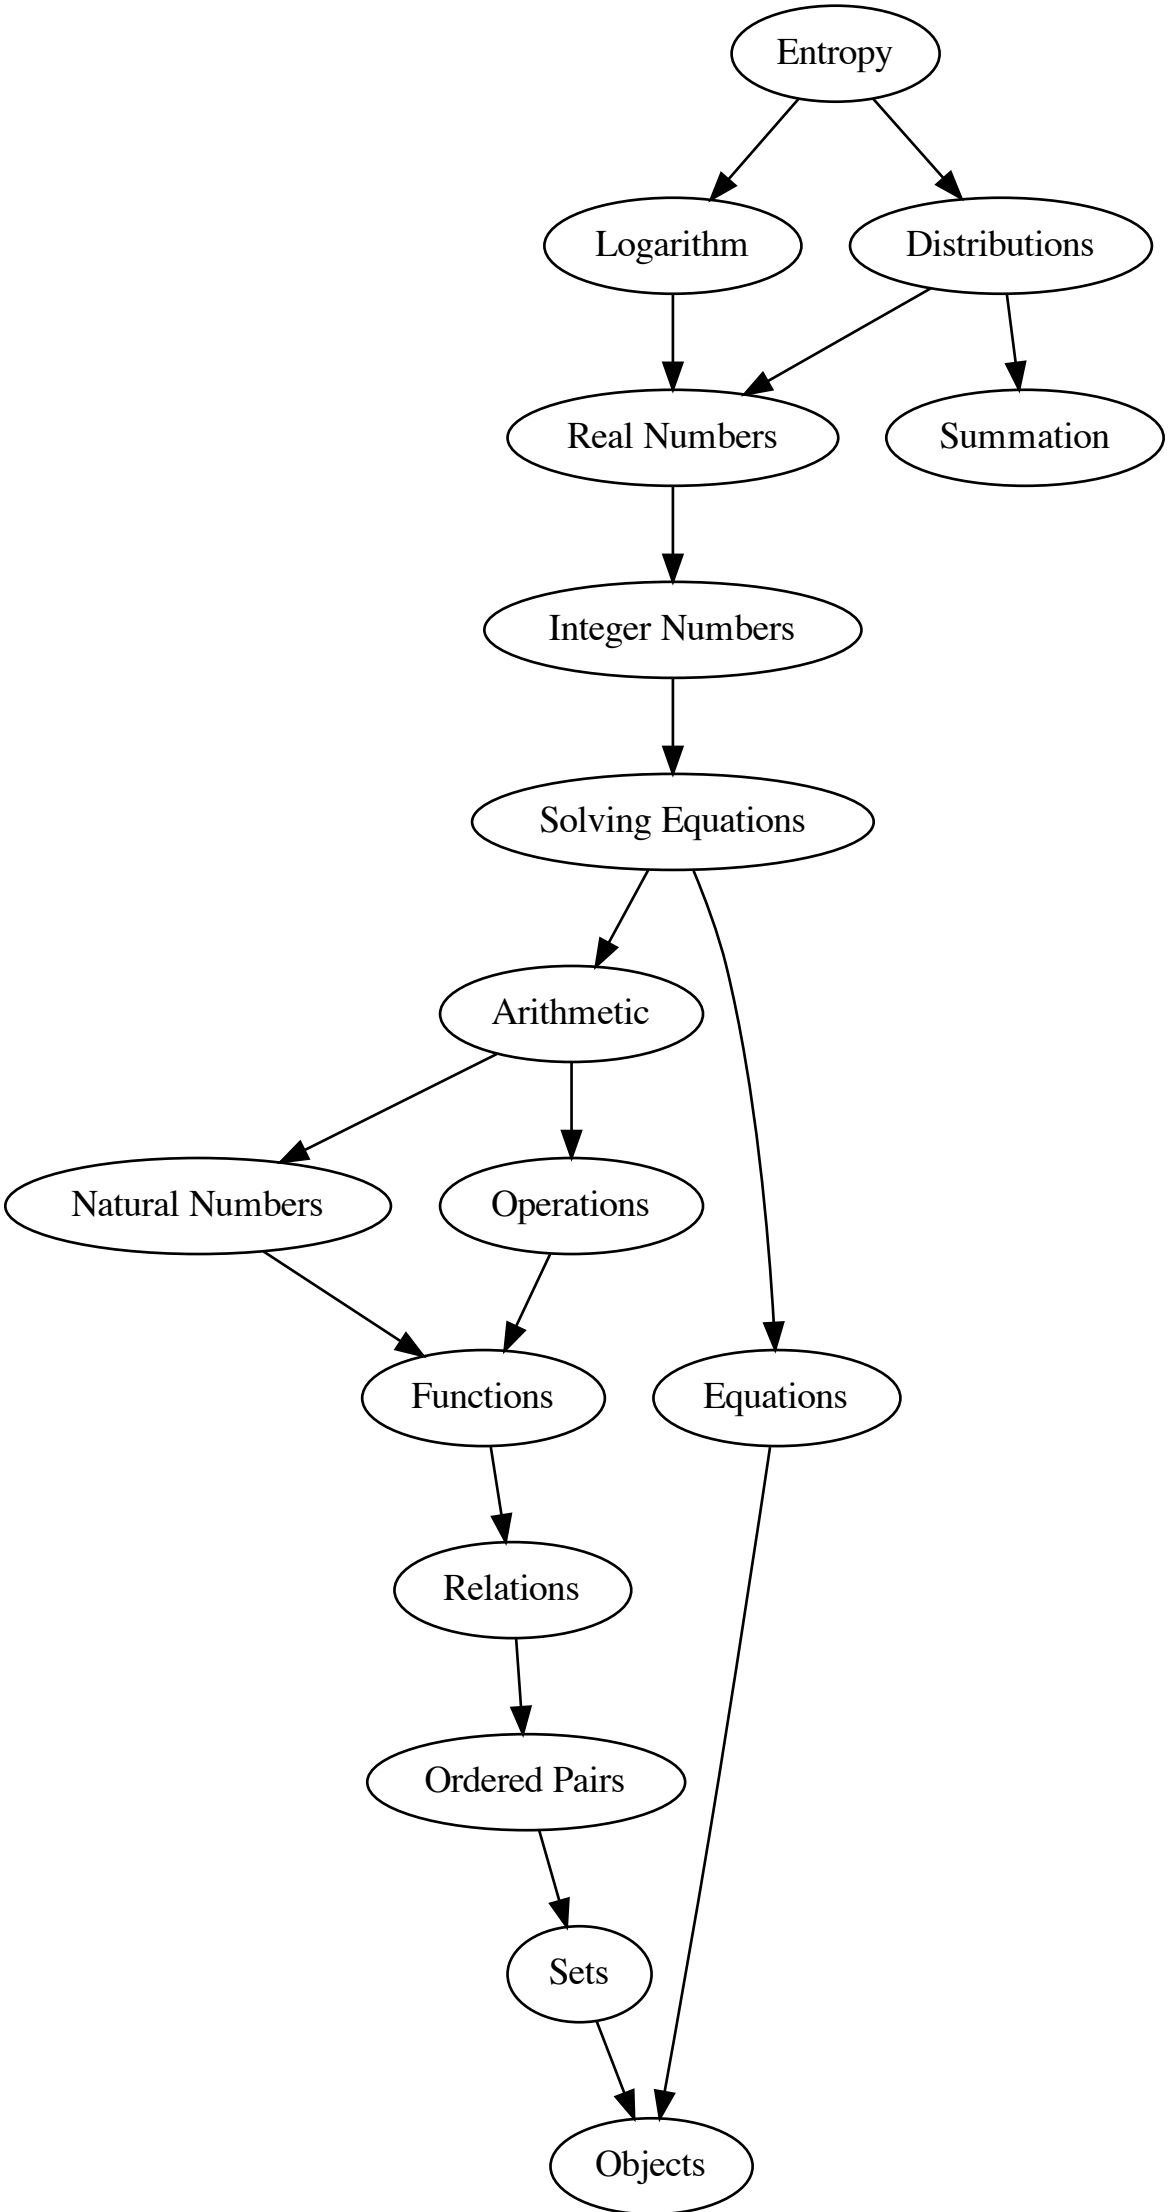 Entropy
Logarithm
Distributions
Real Numbers
Summation
Integer Numbers
Solving Equations
Arithmetic
Natural Numbers
Operations
Functions
Equations
Relations
Ordered Pairs
Sets
Objects